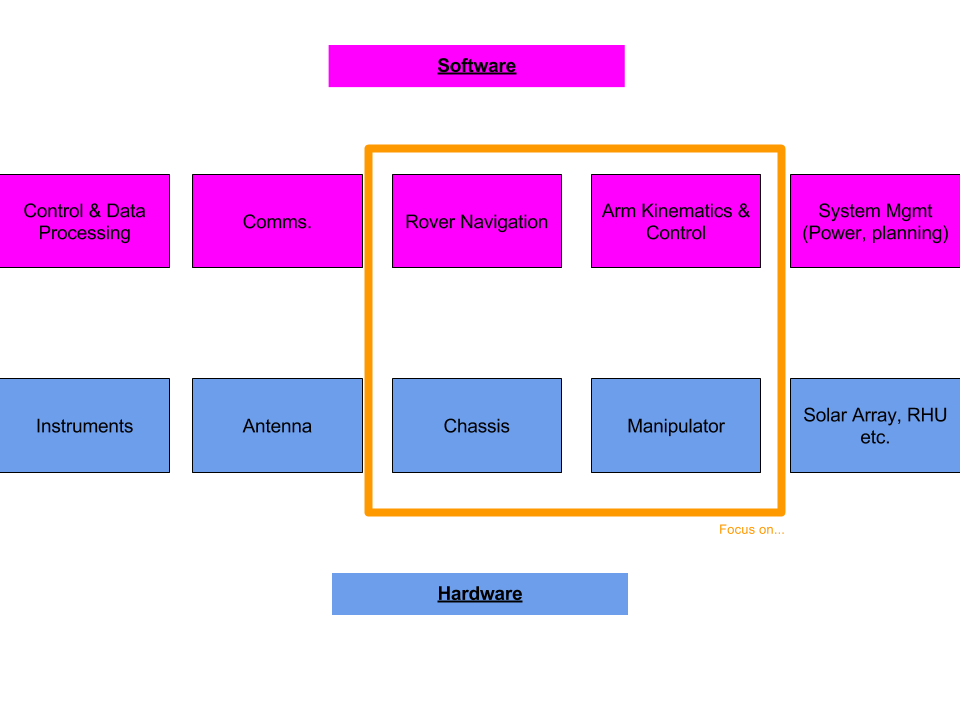 Software
Control & Data
Processing
Comms.
Rover Navigation
Arm Kinematics &
Control
System Mgmt
(Power, planning)
Instruments
Antenna
Chassis
Manipulator
Solar Array, RHU
etc.
Focus on...
Hardware